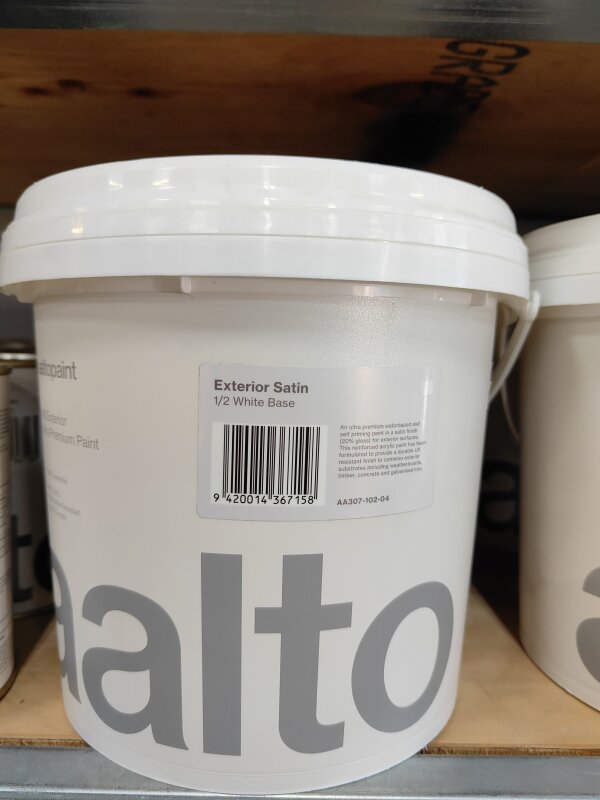 aaltopaint
Exterior
Premium Paint
Exterior Satin
1/2 White Base
An ultra premium waterbased and
self priming paint in a satin finish
(20% gloss) for exterior surfaces.
This reinforced acrylic paint has been
formulated to provide a durable UV
resistant finish to common exterior
substrates including weatherboards,
timber, concrete and galvanised iron.
9 420014 367158
AA307-102-04
aalto